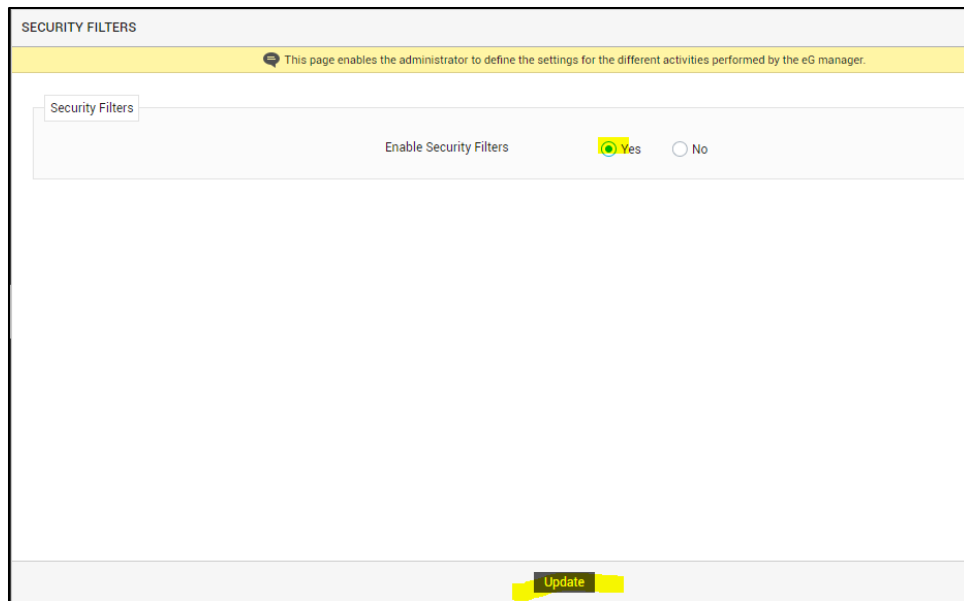 SECURITY FILTERS
This page enables the administrator to define the settings for the different activities performed by the eG manager.
Security Filters
Enable Security Filters Yes No
Update